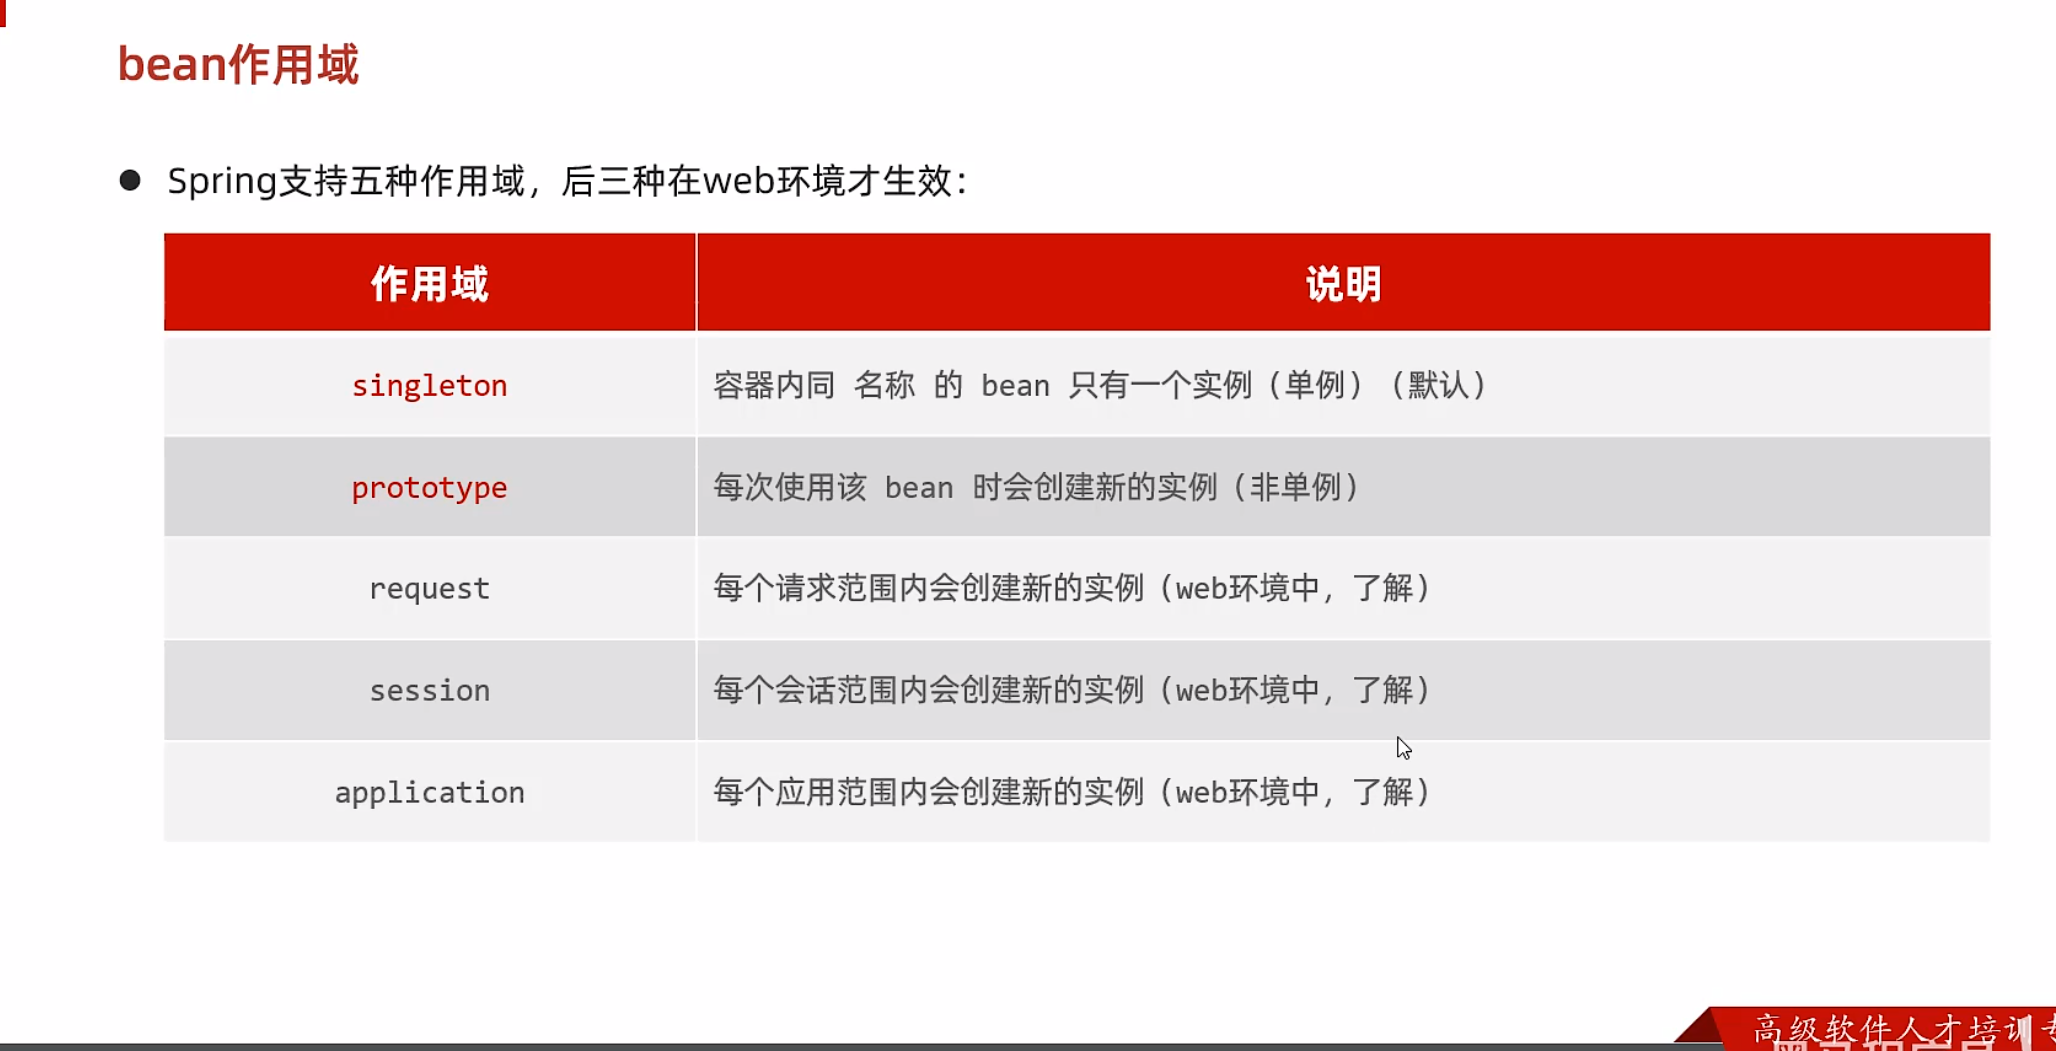 bean作用域
● Spring支持五种作用域，后三种在web环境才生效：
作用域 说明
singleton 容器内同 名称 的 bean 只有一个实例（单例）（默认）
prototype 每次使用该 bean 时会创建新的实例（非单例）
request 每个请求范围内会创建新的实例（web环境中，了解）
session 每个会话范围内会创建新的实例（web环境中，了解）
application 每个应用范围内会创建新的实例（web环境中，了解）
高级软件人才培训